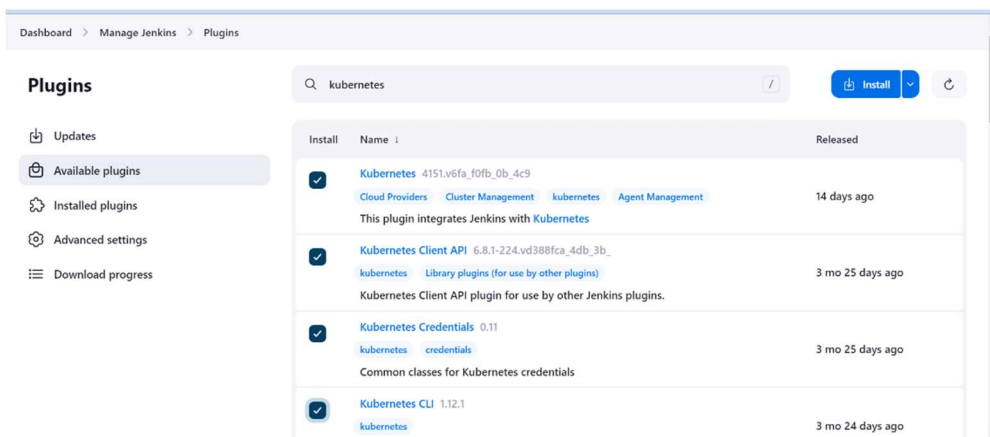 Dashboard > Manage Jenkins > Plugins
Plugins
kubernetes
/
Install
Updates
Available plugins
Installed plugins
Advanced settings
Download progress
Install Name ↓ Released
Kubernetes 4151.v6fa_f0fb_0b_4c9
Cloud Providers Cluster Management kubernetes Agent Management
14 days ago
This plugin integrates Jenkins with Kubernetes
Kubernetes Client API 6.8.1-224.vd388fca_4db_3b_
kubernetes Library plugins (for use by other plugins)
3 mo 25 days ago
Kubernetes Client API plugin for use by other Jenkins plugins.
Kubernetes Credentials 0.11
kubernetes credentials
3 mo 25 days ago
Common classes for Kubernetes credentials
Kubernetes CLI 1.12.1
kubernetes
3 mo 24 days ago